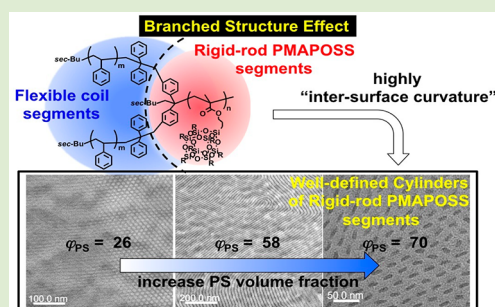 Branched Structure Effect
Rigid-rod PMAPOSS
segments
Flexible coil
segments
highly
“inter-surface curvature”
sec-Bu
m
sec-Bu
n
O
O
sec-Bu
m
R
Si
O
Si
R
Well-defined Cylinders
of Rigid-rod PMAPOSS
segments
φPS = 26
φPS = 58
φPS = 70
increase PS volume fraction
100.0 nm
200.0 nm
50.0 nm